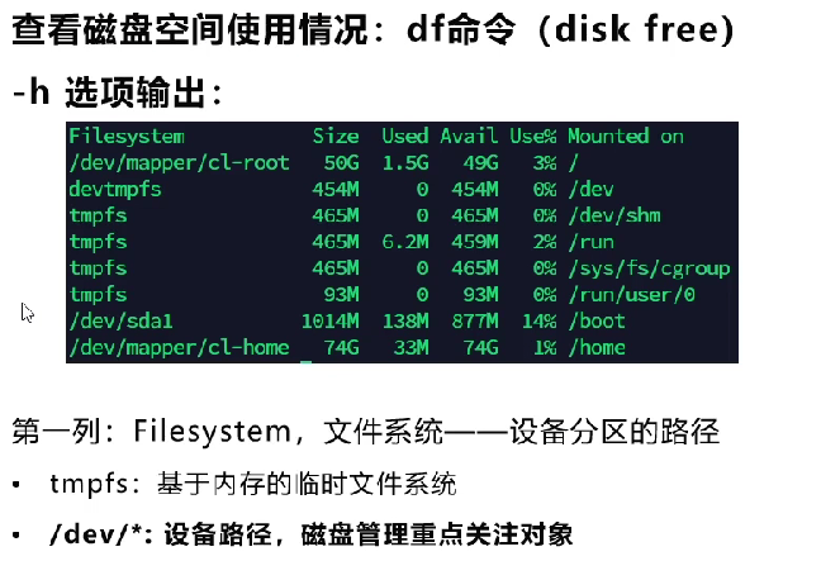 查看磁盘空间使用情况：df命令（disk free）
-h 选项输出：
Filesystem Size Used Avail Use% Mounted on
/dev/mapper/cl-root 50G 1.5G 49G 3% /
devtmpfs 454M 0 454M 0% /dev
tmpfs 465M 0 465M 0% /dev/shm
tmpfs 465M 6.2M 459M 2% /run
tmpfs 465M 0 465M 0% /sys/fs/cgroup
tmpfs 93M 0 93M 0% /run/user/0
/dev/sda1 1014M 138M 877M 14% /boot
/dev/mapper/cl-home 74G 33M 74G 1% /home
第一列：Filesystem，文件系统——设备分区的路径
• tmpfs：基于内存的临时文件系统
• /dev/*: 设备路径，磁盘管理重点关注对象